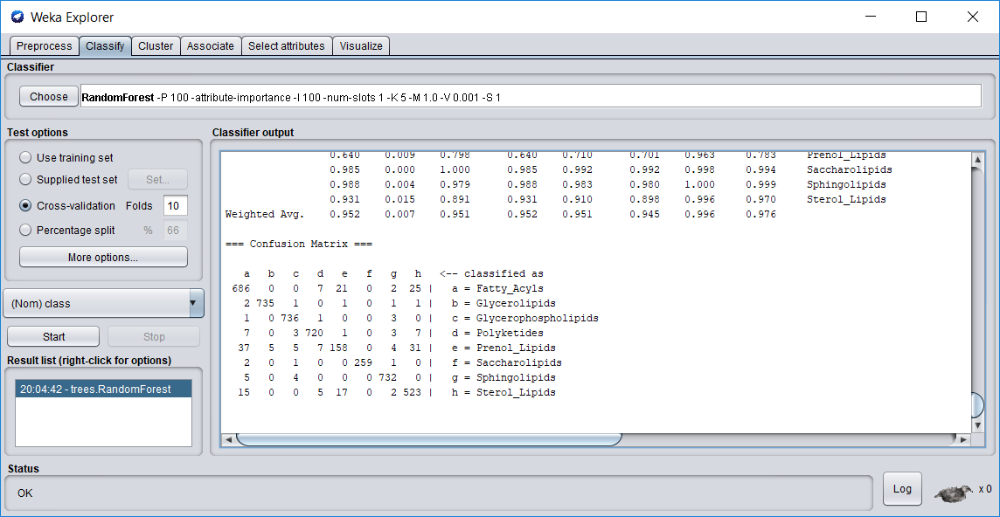 Weka Explorer
Preprocess Classify Cluster Associate Select attributes Visualize
Classifier
Choose RandomForest -P 100 -attribute-importance -I 100 -num-slots 1 -K 5 -M 1.0 -V 0.001 -S 1
Test options
Use training set
Supplied test set Set...
Cross-validation Folds 10
Percentage split % 66
More options...
(Nom) class
Start Stop
Result list (right-click for options)
20:04:42 - trees.RandomForest
Classifier output
0.640 0.009 0.798 0.640 0.710 0.701 0.963 0.783 Prenol_Lipids
0.985 0.000 1.000 0.985 0.992 0.992 0.998 0.994 Saccharolipids
0.988 0.004 0.979 0.988 0.983 0.980 1.000 0.999 Sphingolipids
0.931 0.015 0.891 0.931 0.910 0.898 0.996 0.970 Sterol_Lipids
Weighted Avg. 0.952 0.007 0.951 0.952 0.951 0.945 0.996 0.976
=== Confusion Matrix ===
a b c d e f g h <-- classified as
686 0 0 7 21 0 2 25 | a = Fatty_Acyls
2 735 1 0 1 0 1 1 | b = Glycerolipids
1 0 736 1 0 0 3 0 | c = Glycerophospholipids
7 0 3 720 1 0 3 7 | d = Polyketides
37 5 5 7 158 0 4 31 | e = Prenol_Lipids
2 0 1 0 0 259 1 0 | f = Saccharolipids
5 0 4 0 0 0 732 0 | g = Sphingolipids
15 0 0 5 17 0 2 523 | h = Sterol_Lipids
Status
OK
Log
x 0